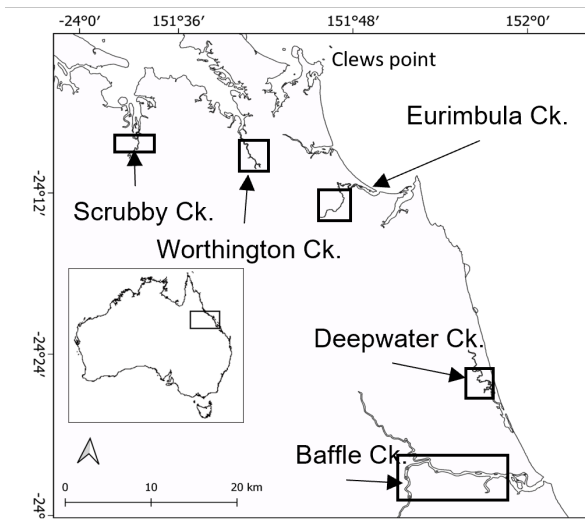 -24°0' 151°36' 151°48' 152°0'
Clews point
Eurimbula Ck.
-24°12'
Scrubby Ck.
Worthington Ck.
Deepwater Ck.
-24°24'
Baffle Ck.
0 10 20 km
-24°